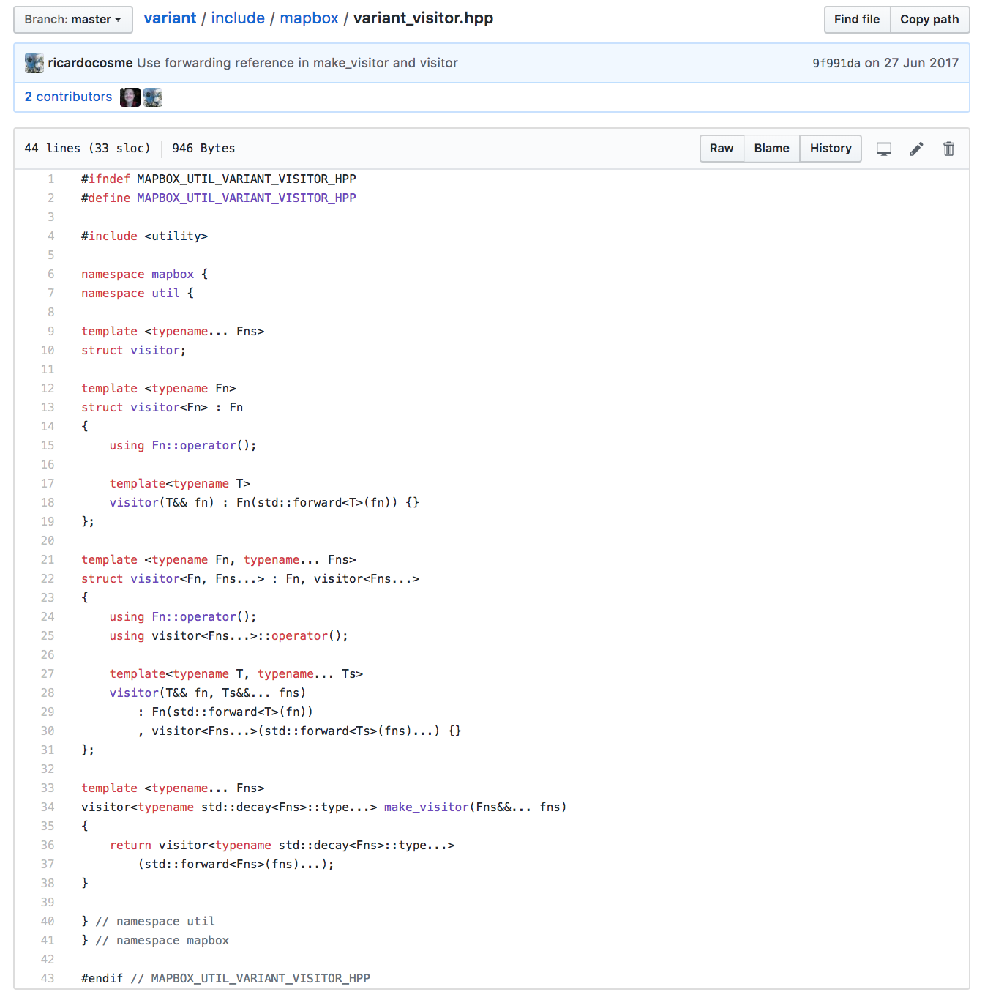 Branch: master variant / include / mapbox / variant_visitor.hpp Find file Copy path
ricardocosme Use forwarding reference in make_visitor and visitor 9f991da on 27 Jun 2017
2 contributors
44 lines (33 sloc) 946 Bytes Raw Blame History
1 #ifndef MAPBOX_UTIL_VARIANT_VISITOR_HPP
2 #define MAPBOX_UTIL_VARIANT_VISITOR_HPP
3
4 #include <utility>
5
6 namespace mapbox {
7 namespace util {
8
9 template <typename... Fns>
10 struct visitor;
11
12 template <typename Fn>
13 struct visitor<Fn> : Fn
14 {
15     using Fn::operator();
16
17     template<typename T>
18     visitor(T&& fn) : Fn(std::forward<T>(fn)) {}
19 };
20
21 template <typename Fn, typename... Fns>
22 struct visitor<Fn, Fns...> : Fn, visitor<Fns...>
23 {
24     using Fn::operator();
25     using visitor<Fns...>::operator();
26
27     template<typename T, typename... Ts>
28     visitor(T&& fn, Ts&&... fns)
29         : Fn(std::forward<T>(fn))
30         , visitor<Fns...>(std::forward<Ts>(fns)...) {}
31 };
32
33 template <typename... Fns>
34 visitor<typename std::decay<Fns>::type...> make_visitor(Fns&&... fns)
35 {
36     return visitor<typename std::decay<Fns>::type...>
37         (std::forward<Fns>(fns)...);
38 }
39
40 } // namespace util
41 } // namespace mapbox
42
43 #endif // MAPBOX_UTIL_VARIANT_VISITOR_HPP